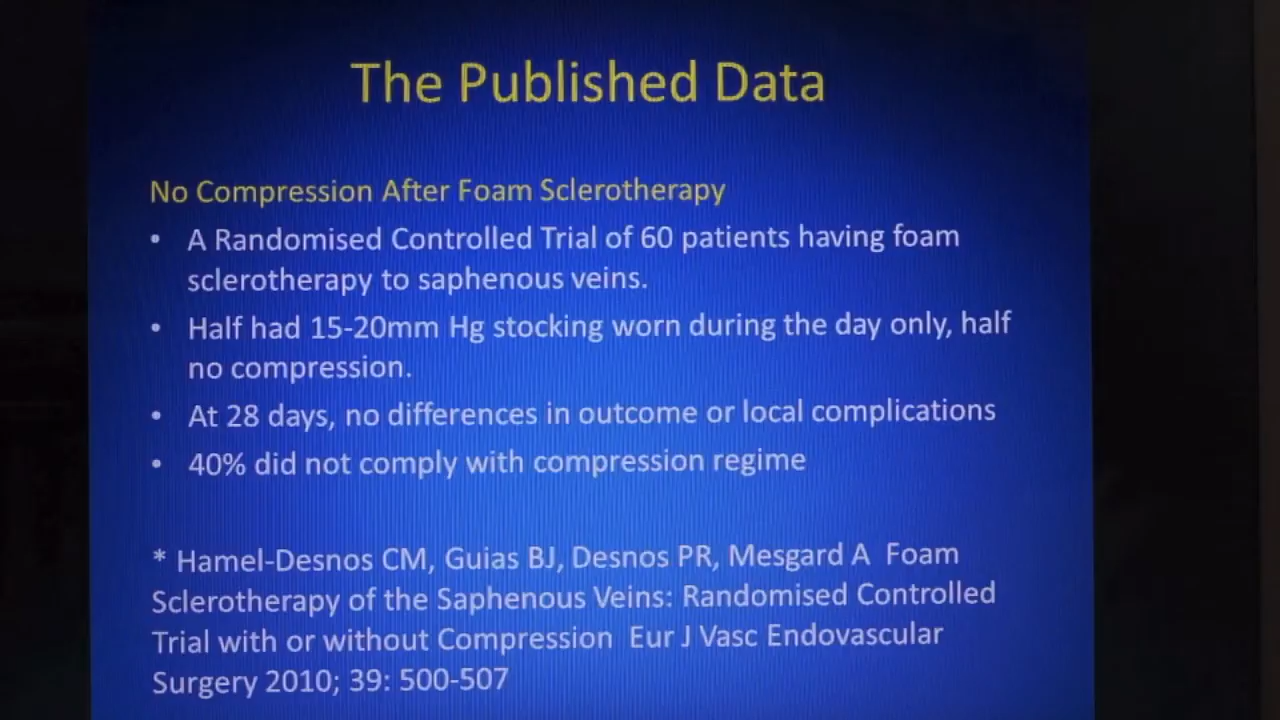 The Published Data
No Compression After Foam Sclerotherapy
• A Randomised Controlled Trial of 60 patients having foam
sclerotherapy to saphenous veins.
• Half had 15-20mm Hg stocking worn during the day only, half
no compression.
• At 28 days, no differences in outcome or local complications
• 40% did not comply with compression regime
* Hamel-Desnos CM, Guias BJ, Desnos PR, Mesgard A Foam
Sclerotherapy of the Saphenous Veins: Randomised Controlled
Trial with or without Compression Eur J Vasc Endovascular
Surgery 2010; 39: 500-507